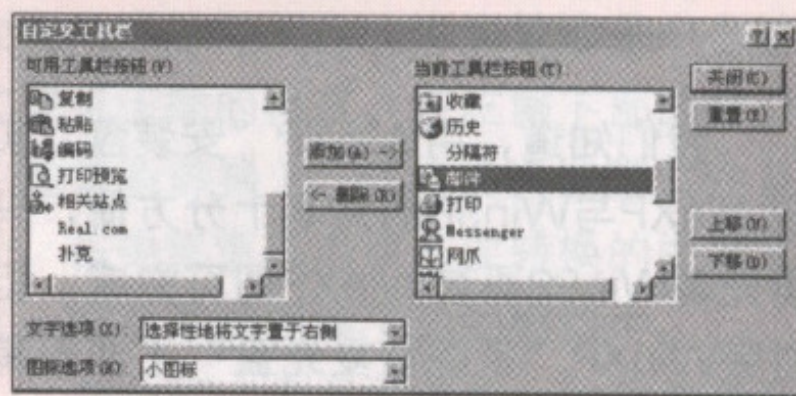 自定义工具栏
可用工具栏按钮(V)
复制
粘贴
编码
打印预览
相关站点
Real.com
扑克
添加(A) ->
<- 删除(R)
当前工具栏按钮(T)
收藏
历史
分隔符
邮件
打印
Messenger
网爪
关闭(C)
重置(E)
上移(U)
下移(D)
文字选项(X): 选择性地将文字置于右侧
图标选项(N): 小图标